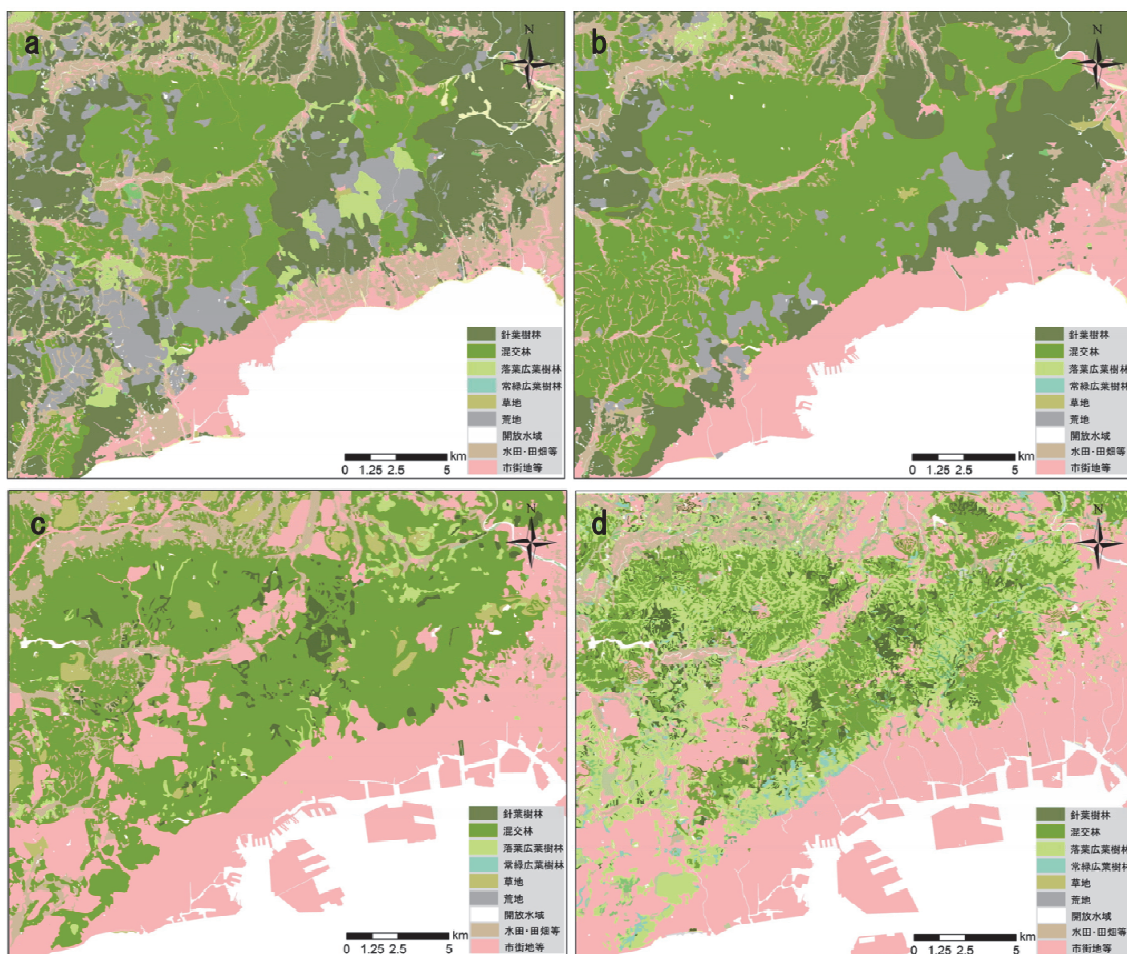 a
N
針葉樹林
混交林
落葉広葉樹林
常緑広葉樹林
草地
荒地
開放水域
水田・田畑等
市街地等
km
0 1.25 2.5 5
b
N
針葉樹林
混交林
落葉広葉樹林
常緑広葉樹林
草地
荒地
開放水域
水田・田畑等
市街地等
km
0 1.25 2.5 5
c
N
針葉樹林
混交林
落葉広葉樹林
常緑広葉樹林
草地
荒地
開放水域
水田・田畑等
市街地等
km
0 1.25 2.5 5
d
N
針葉樹林
混交林
落葉広葉樹林
常緑広葉樹林
草地
荒地
開放水域
水田・田畑等
市街地等
km
0 1.25 2.5 5